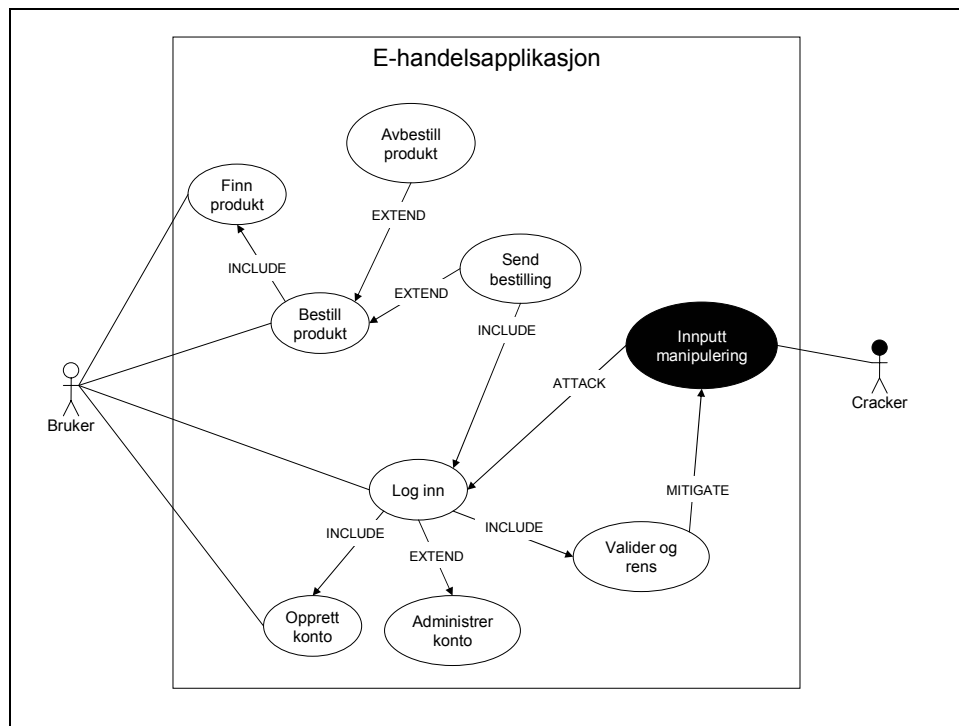 E-handelsapplikasjon
Avbestill
produkt
Finn
produkt
EXTEND
INCLUDE
Send
bestilling
EXTEND
Bestill
produkt
INCLUDE
Innputt
manipulering
ATTACK
Bruker
Cracker
Log inn
MITIGATE
INCLUDE
INCLUDE
EXTEND
Valider og
rens
Opprett
konto
Administrer
konto